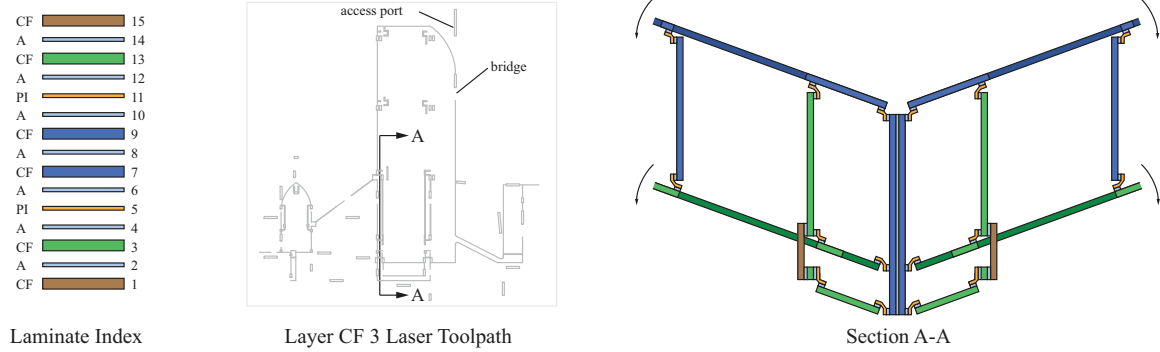 CF 15
A 14
CF 13
A 12
PI 11
A 10
CF 9
A 8
CF 7
A 6
PI 5
A 4
CF 3
A 2
CF 1
Laminate Index
access port
bridge
A
A
Layer CF 3 Laser Toolpath
Section A-A